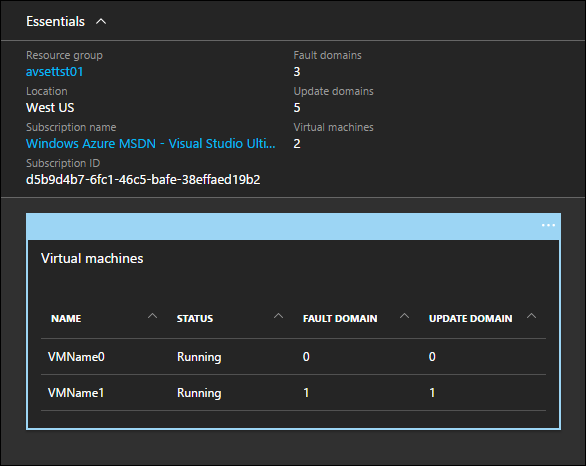 Essentials
Resource group
avsettst01
Location
West US
Subscription name
Windows Azure MSDN - Visual Studio Ulti...
Subscription ID
d5b9d4b7-6fc1-46c5-bafe-38effaed19b2
Fault domains
3
Update domains
5
Virtual machines
2
Virtual machines
NAME STATUS FAULT DOMAIN UPDATE DOMAIN
VMName0 Running 0 0
VMName1 Running 1 1